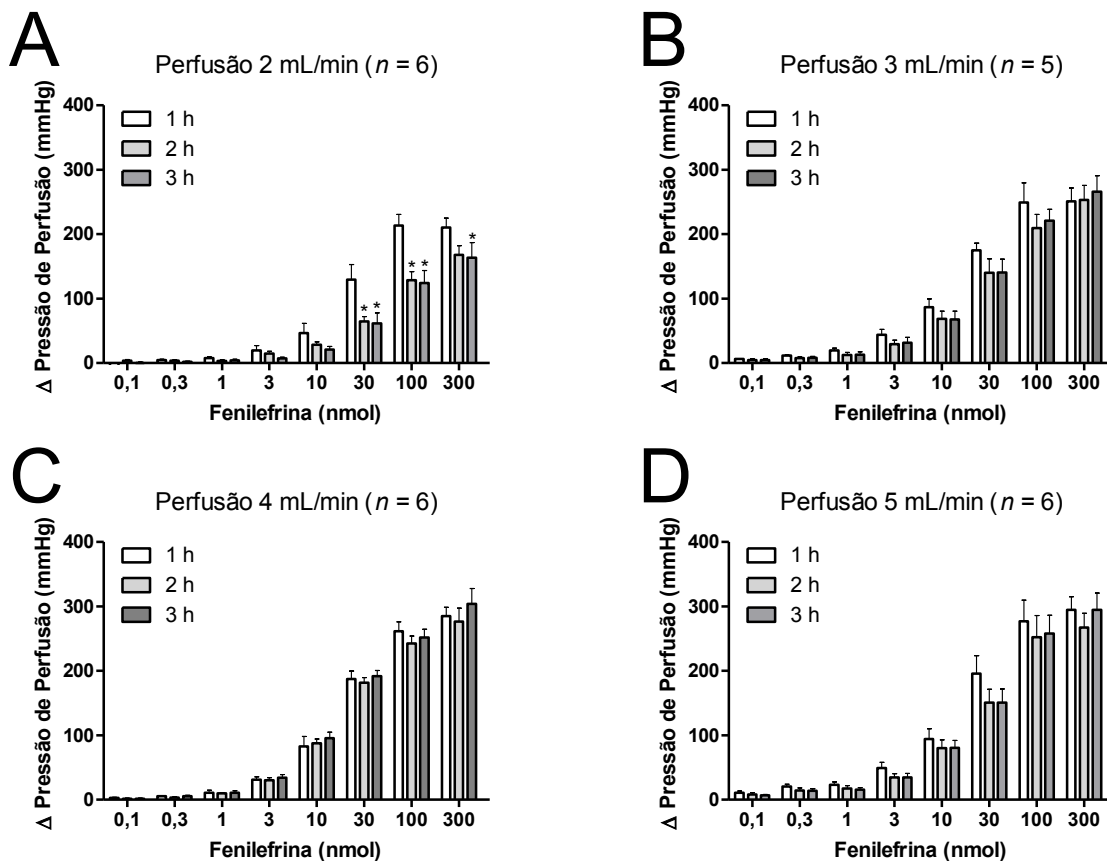 A
Perfusão 2 mL/min (n = 6)
Δ Pressão de Perfusão (mmHg)
400
300
200
100
0
1 h
2 h
3 h
* *
* *
*
0,1 0,3 1 3 10 30 100 300
Fenilefrina (nmol)
B
Perfusão 3 mL/min (n = 5)
Δ Pressão de Perfusão (mmHg)
400
300
200
100
0
1 h
2 h
3 h
0,1 0,3 1 3 10 30 100 300
Fenilefrina (nmol)
C
Perfusão 4 mL/min (n = 6)
Δ Pressão de Perfusão (mmHg)
400
300
200
100
0
1 h
2 h
3 h
0,1 0,3 1 3 10 30 100 300
Fenilefrina (nmol)
D
Perfusão 5 mL/min (n = 6)
Δ Pressão de Perfusão (mmHg)
400
300
200
100
0
1 h
2 h
3 h
0,1 0,3 1 3 10 30 100 300
Fenilefrina (nmol)